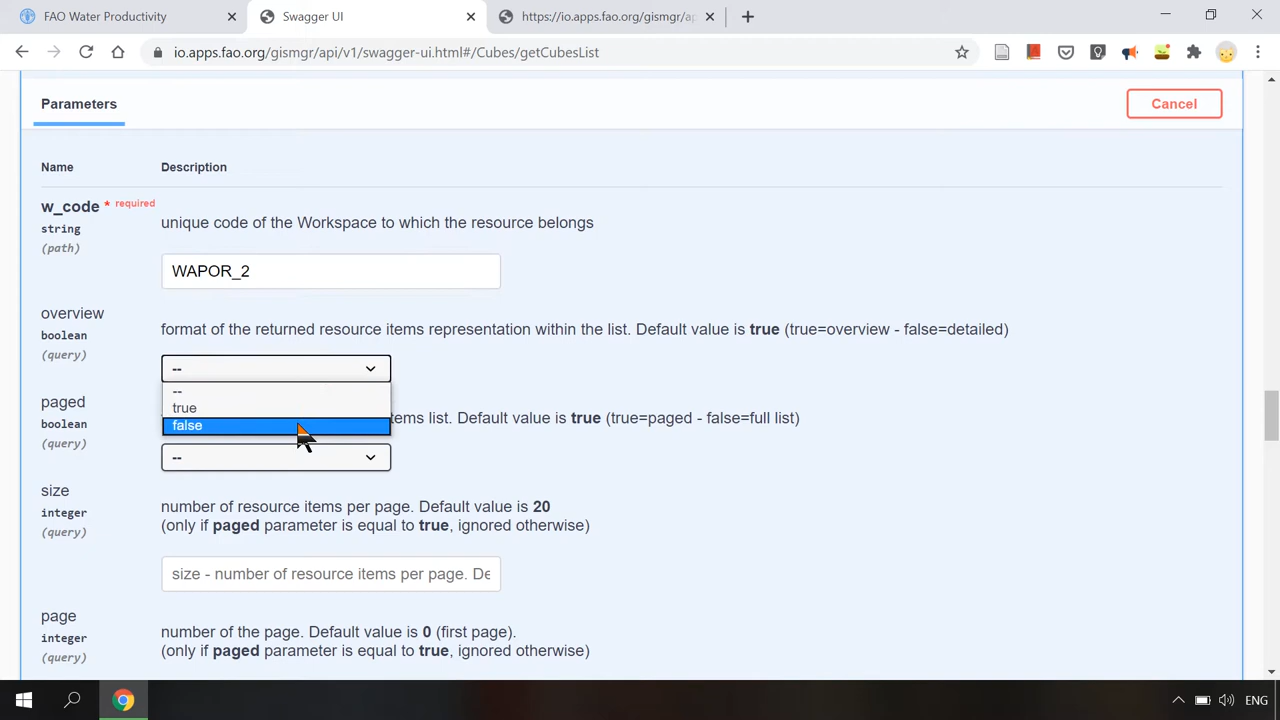 FAO Water Productivity
Swagger UI
https://io.apps.fao.org/gismgr/ap
io.apps.fao.org/gismgr/api/v1/swagger-ui.html#/Cubes/getCubesList
Parameters
Cancel
Name
Description
w_code * required
string
(path)
unique code of the Workspace to which the resource belongs
WAPOR_2
overview
boolean
(query)
format of the returned resource items representation within the list. Default value is true (true=overview - false=detailed)
--
--
true
false
paged
boolean
(query)
tems list. Default value is true (true=paged - false=full list)
--
size
integer
(query)
number of resource items per page. Default value is 20
(only if paged parameter is equal to true, ignored otherwise)
size - number of resource items per page. De
page
integer
(query)
number of the page. Default value is 0 (first page).
(only if paged parameter is equal to true, ignored otherwise)
ENG